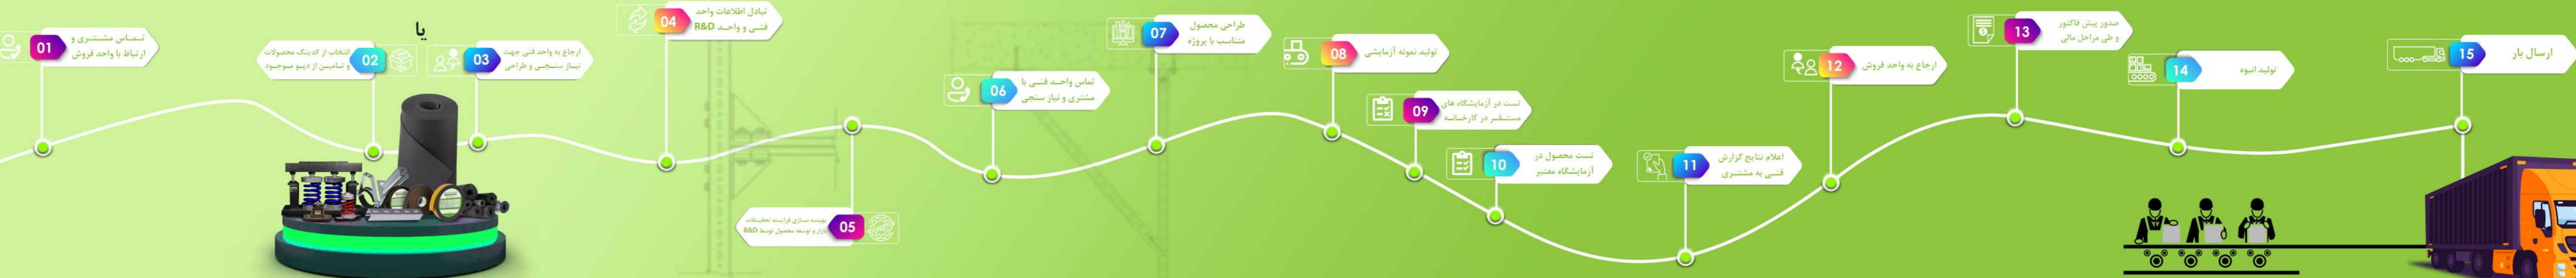 01
تماس مشتری و
ارتباط با واحد فروش
02
انتخاب از کدینگ محصولات
و تامین از دپو موجود
یا
03
ارجاع به واحد فنی جهت
نیاز سنجی و طراحی
04
تبادل اطلاعات واحد
فنی و واحد R&D
05
بهینه سازی فرایند تحقیقات
بازار و توسعه محصول توسط R&D
06
تماس واحد فنی با
مشتری و نیاز سنجی
07
طراحی محصول
متناسب با پروژه
08
تولید نمونه آزمایشی
09
تست در آزمایشگاه های
مستقر در کارخانه
10
تست محصول در
آزمایشگاه معتبر
11
اعلام نتایج گزارش
فنی به مشتری
12
ارجاع به واحد فروش
13
صدور پیش فاکتور
و طی مراحل مالی
14
تولید انبوه
15
ارسال بار